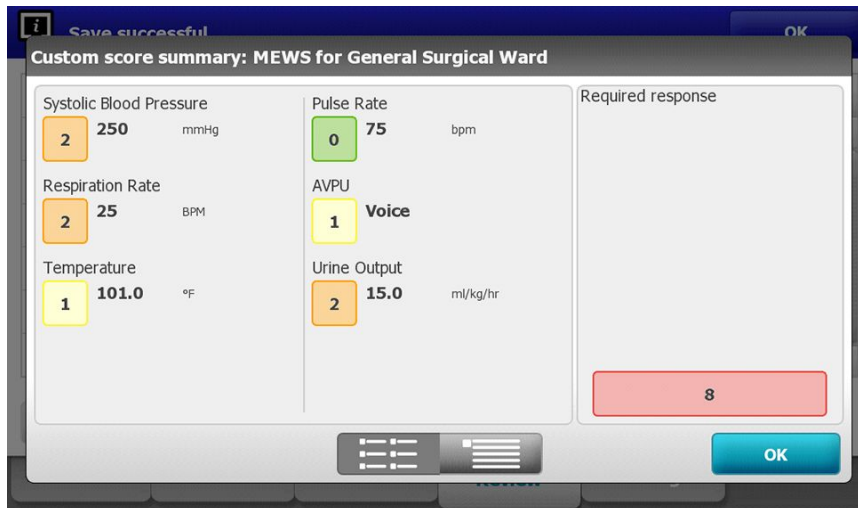 Save successful
OK
Custom score summary: MEWS for General Surgical Ward
Systolic Blood Pressure
2 250 mmHg
Respiration Rate
2 25 BPM
Temperature
1 101.0 °F
Pulse Rate
0 75 bpm
AVPU
1 Voice
Urine Output
2 15.0 ml/kg/hr
Required response
8
OK
Review